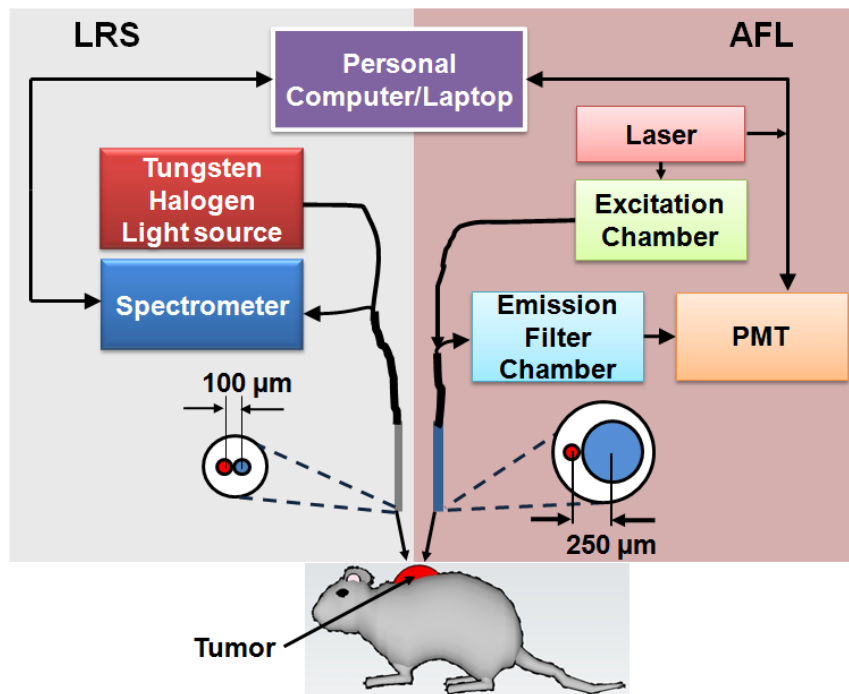 LRS
AFL
Personal
Computer/Laptop
Laser
Tungsten
Halogen
Light source
Excitation
Chamber
Spectrometer
Emission
Filter
Chamber
PMT
100 μm
250 μm
Tumor